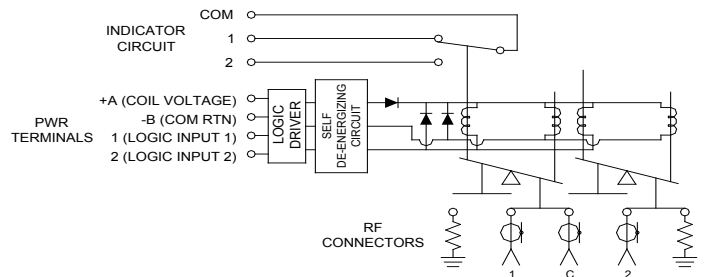 COM
INDICATOR
CIRCUIT
1
2
+A (COIL VOLTAGE)
-B (COM RTN)
PWR
TERMINALS
1 (LOGIC INPUT 1)
2 (LOGIC INPUT 2)
LOGIC
DRIVER
SELF
DE-ENERGIZING
CIRCUIT
RF
CONNECTORS
1
C
2